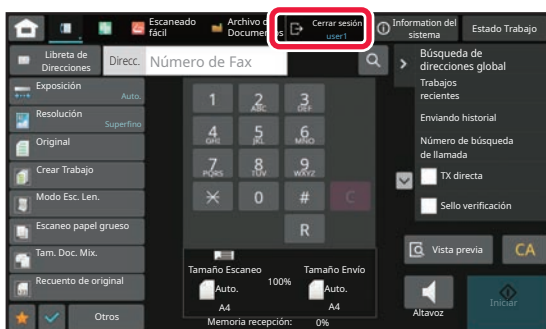 Escaneado
fácil
Archivo d
Documentos
Cerrar sesión
user1
Information del
sistema
Estado Trabajo
Libreta de
Direcciones
Direcc.
Número de Fax
Exposición
Auto.
Resolución
Superfino
Original
Crear Trabajo
Modo Esc. Len.
Escaneo papel
grueso
Tam. Doc. Mix.
Recuento de
original
Otros
1
2
ABC
3
DEF
4
GHI
5
JKL
6
MNO
7
PQRS
8
TUV
9
WXYZ
0
#
C
R
Tamaño Escaneo
Auto.
A4
100%
Tamaño Envío
Auto.
A4
Memoria recepción: 0%
Búsqueda de
direcciones global
Trabajos
recientes
Enviando historial
Número de búsqueda
de llamada
TX directa
Sello verificación
Vista previa
CA
Altavoz
Iniciar